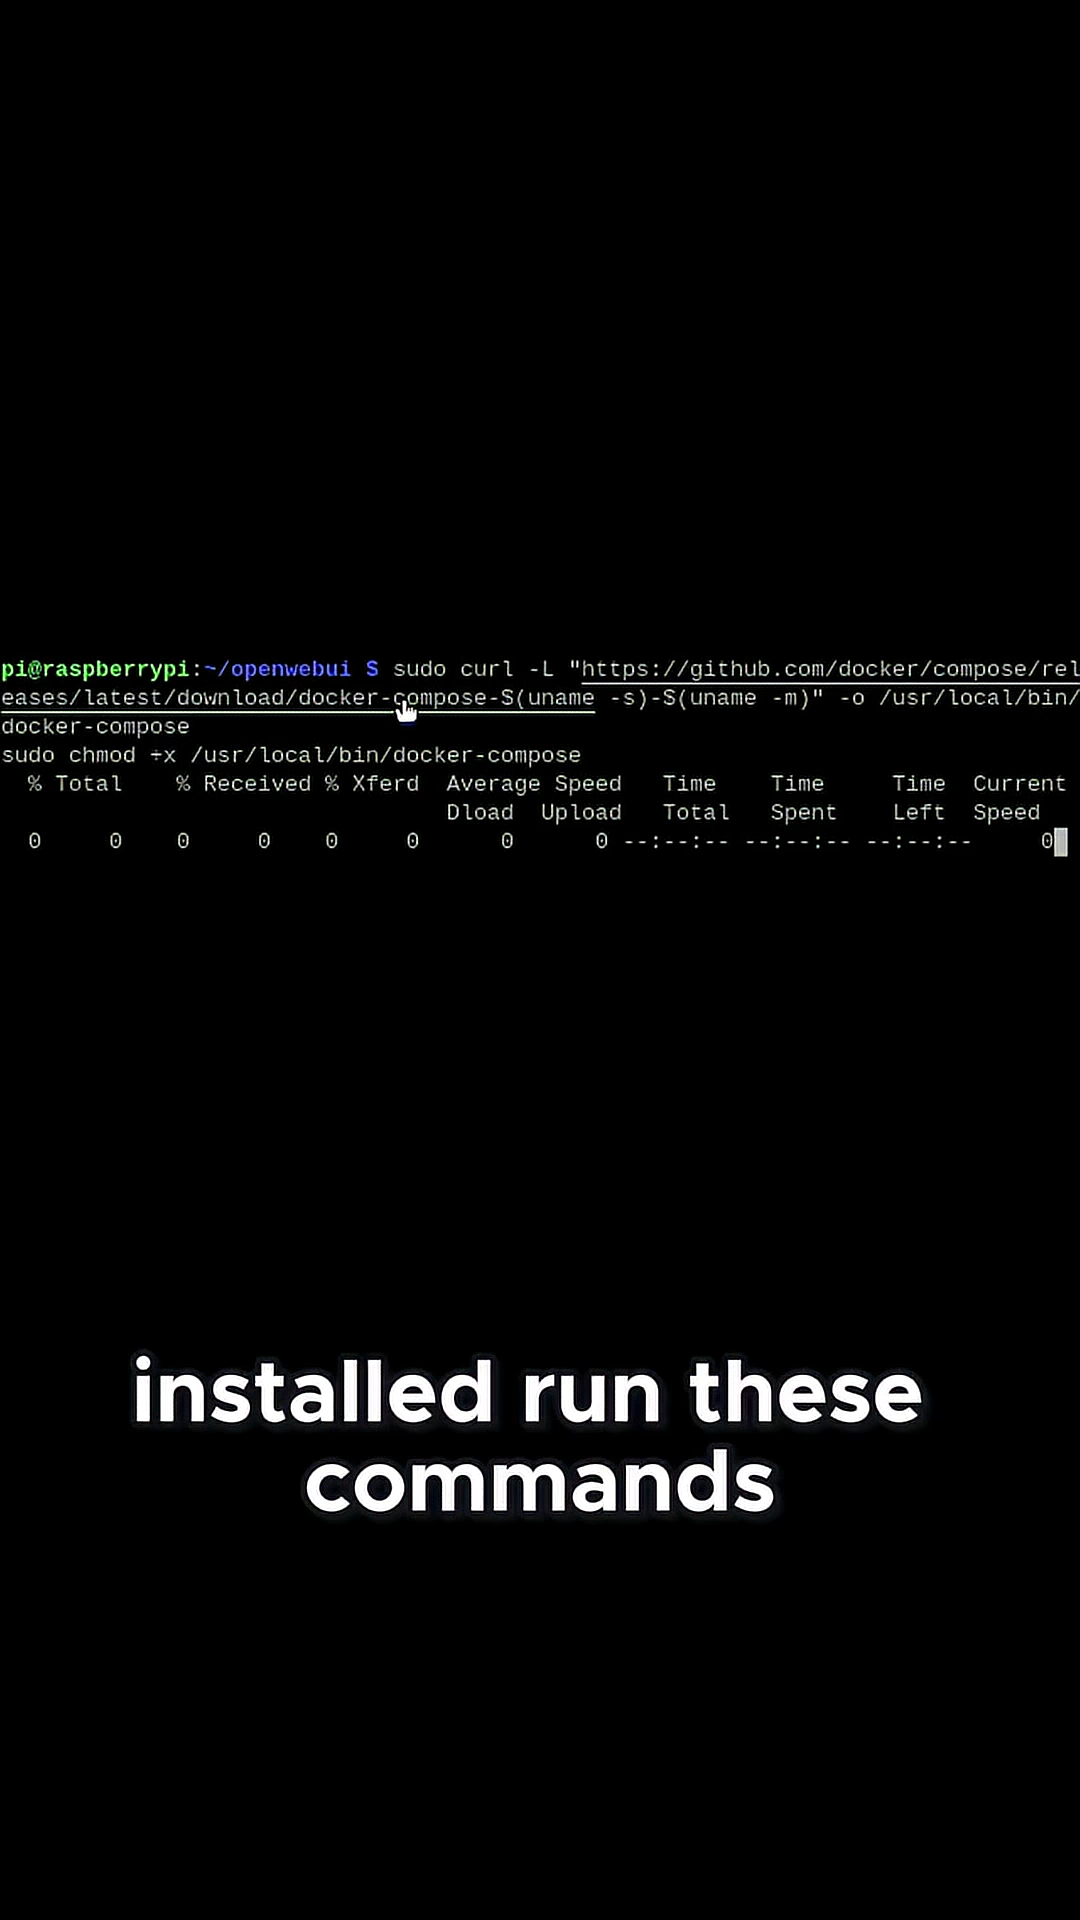 pi@raspberrypi:~/openwebui $ sudo curl -L "https://github.com/docker/compose/rel
eases/latest/download/docker-compose-$(uname -s)-$(uname -m)" -o /usr/local/bin/
docker-compose
sudo chmod +x /usr/local/bin/docker-compose
% Total % Received % Xferd Average Speed Time Time Time Current
Dload Upload Total Spent Left Speed
0 0 0 0 0 0 0 0 --:--:-- --:--:-- --:--:-- 0
installed run these
commands